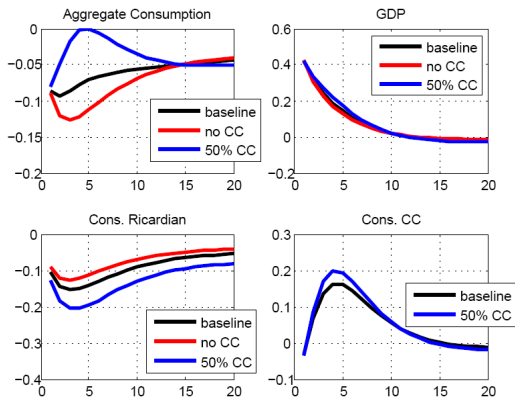 Aggregate Consumption
0
−0.05
−0.1
−0.15
−0.2
0 5 10 15 20
baseline
no CC
50% CC
GDP
0.6
0.4
0.2
0
−0.2
0 5 10 15 20
baseline
no CC
50% CC
Cons. Ricardian
0
−0.1
−0.2
−0.3
−0.4
0 5 10 15 20
baseline
no CC
50% CC
Cons. CC
0.3
0.2
0.1
0
−0.1
0 5 10 15 20
baseline
50% CC